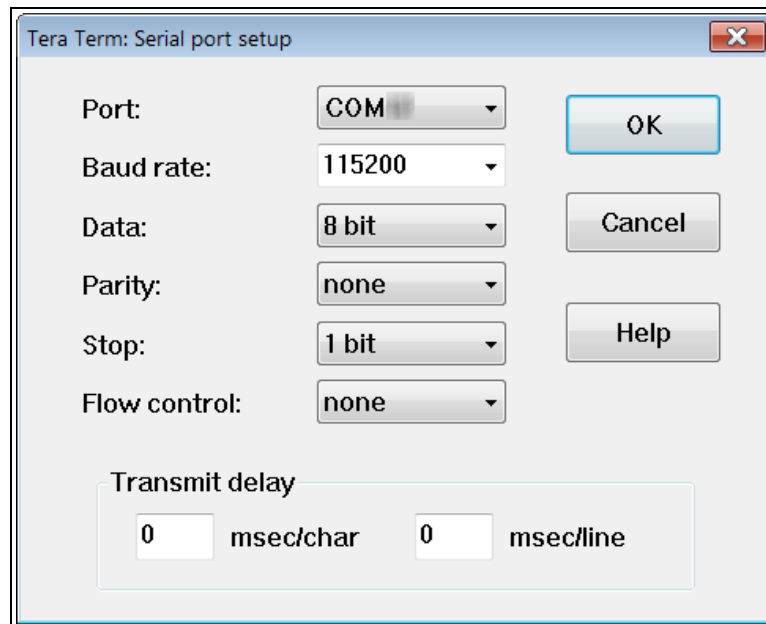 Tera Term: Serial port setup
Port:
COM
OK
Baud rate:
115200
Data:
8 bit
Cancel
Parity:
none
Stop:
1 bit
Help
Flow control:
none
Transmit delay
0 msec/char 0 msec/line